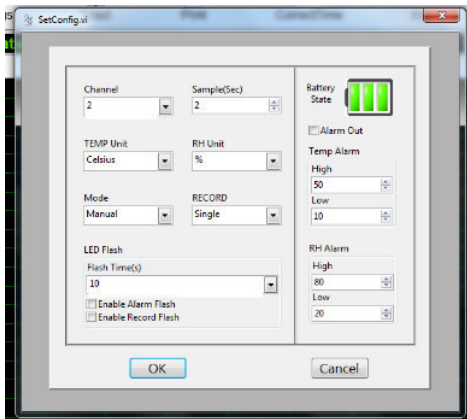 SetConfig.vi
Channel
2
Sample(Sec)
2
TEMP Unit
Celsius
RH Unit
%
Mode
Manual
RECORD
Single
LED Flash
Flash Time(s)
10
Enable Alarm Flash
Enable Record Flash
Battery
State
Alarm Out
Temp Alarm
High
50
Low
10
RH Alarm
High
80
Low
20
OK
Cancel